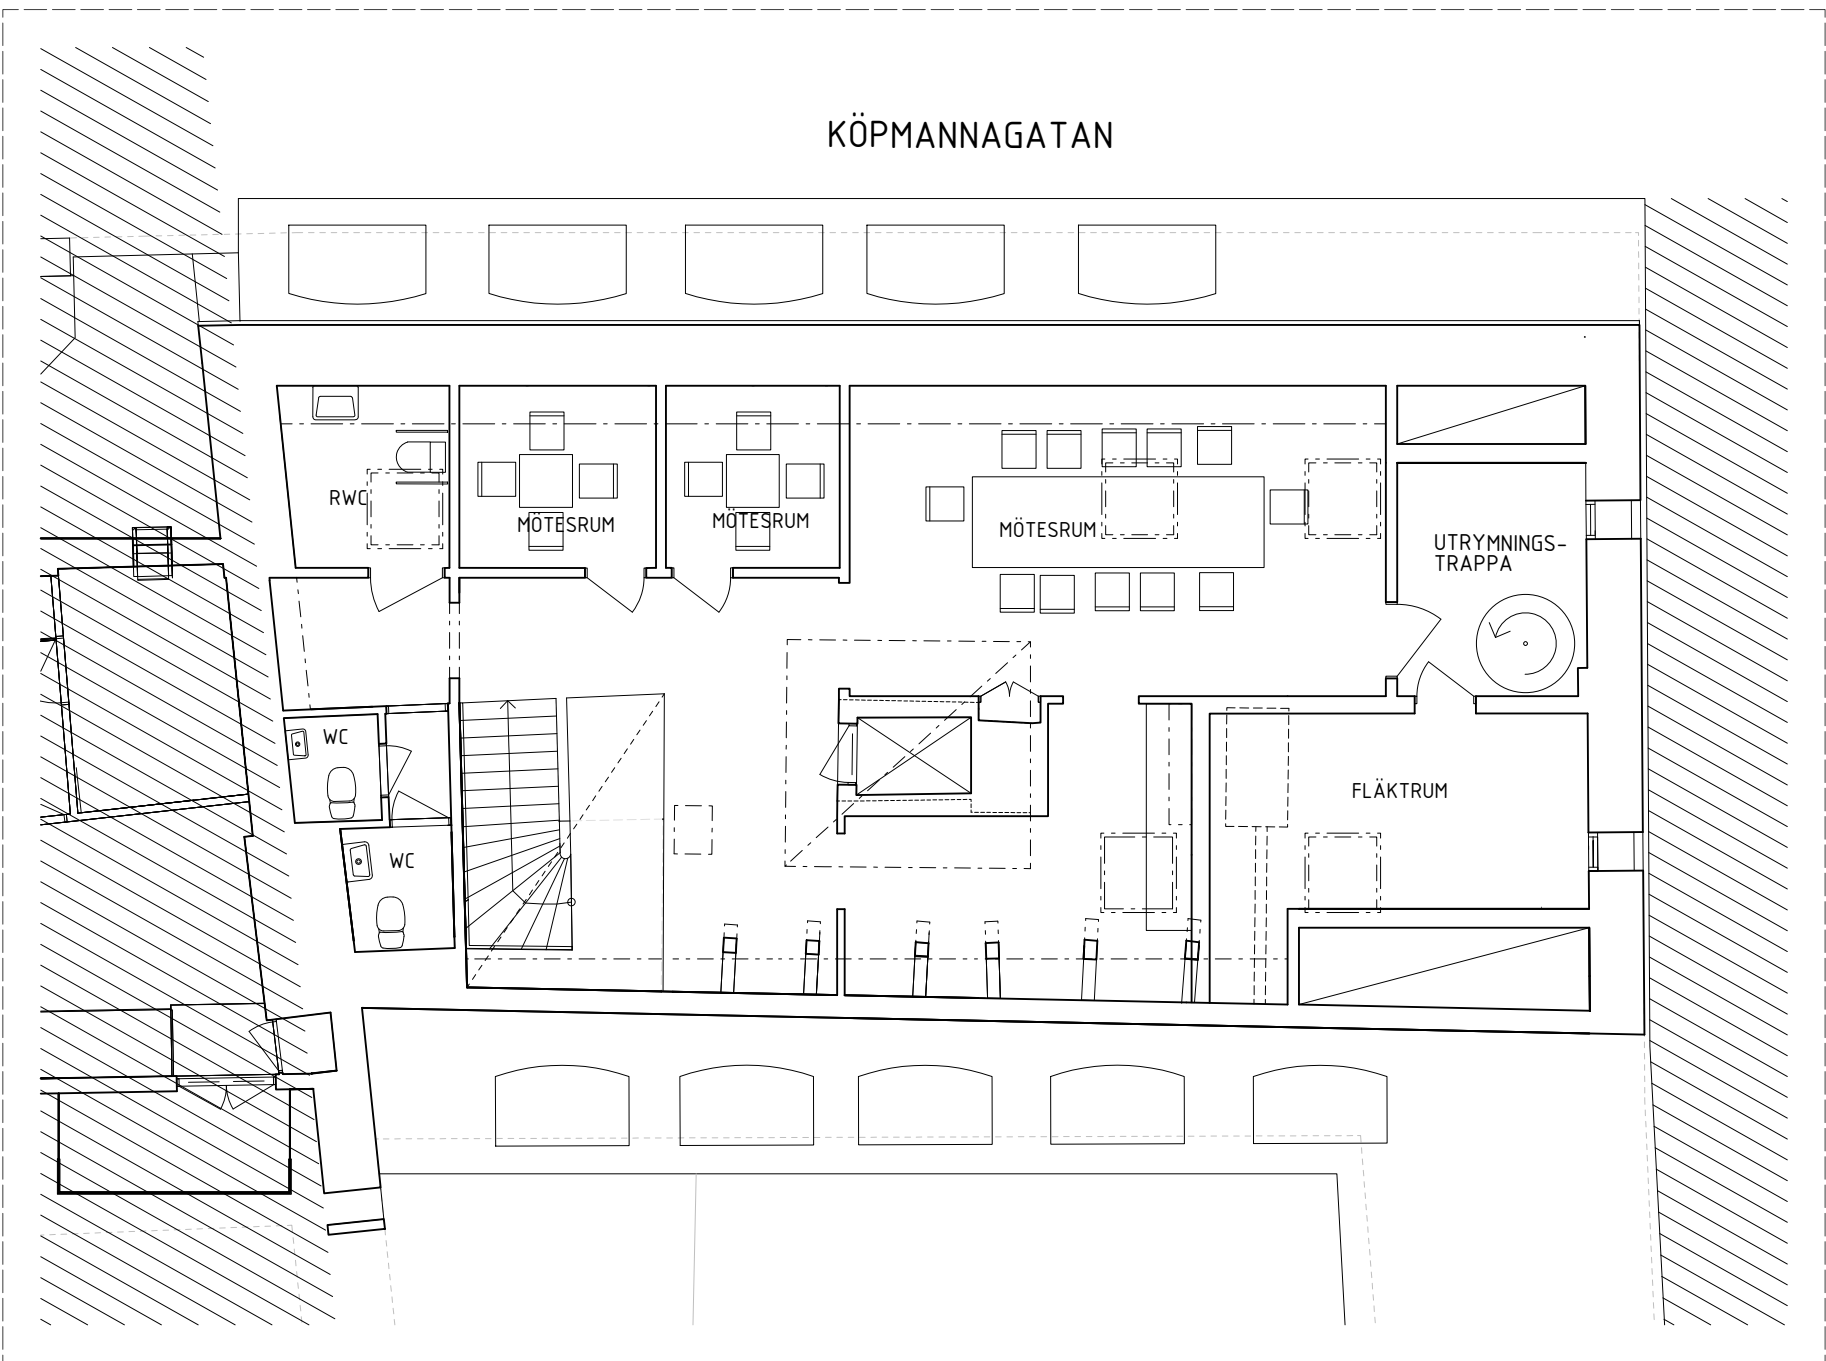 KÖPMANNAGATAN
RWC
MÖTESRUM
MÖTESRUM
MÖTESRUM
UTRYMNINGS-
TRAPPA
WC
FLÄKTRUM
WC